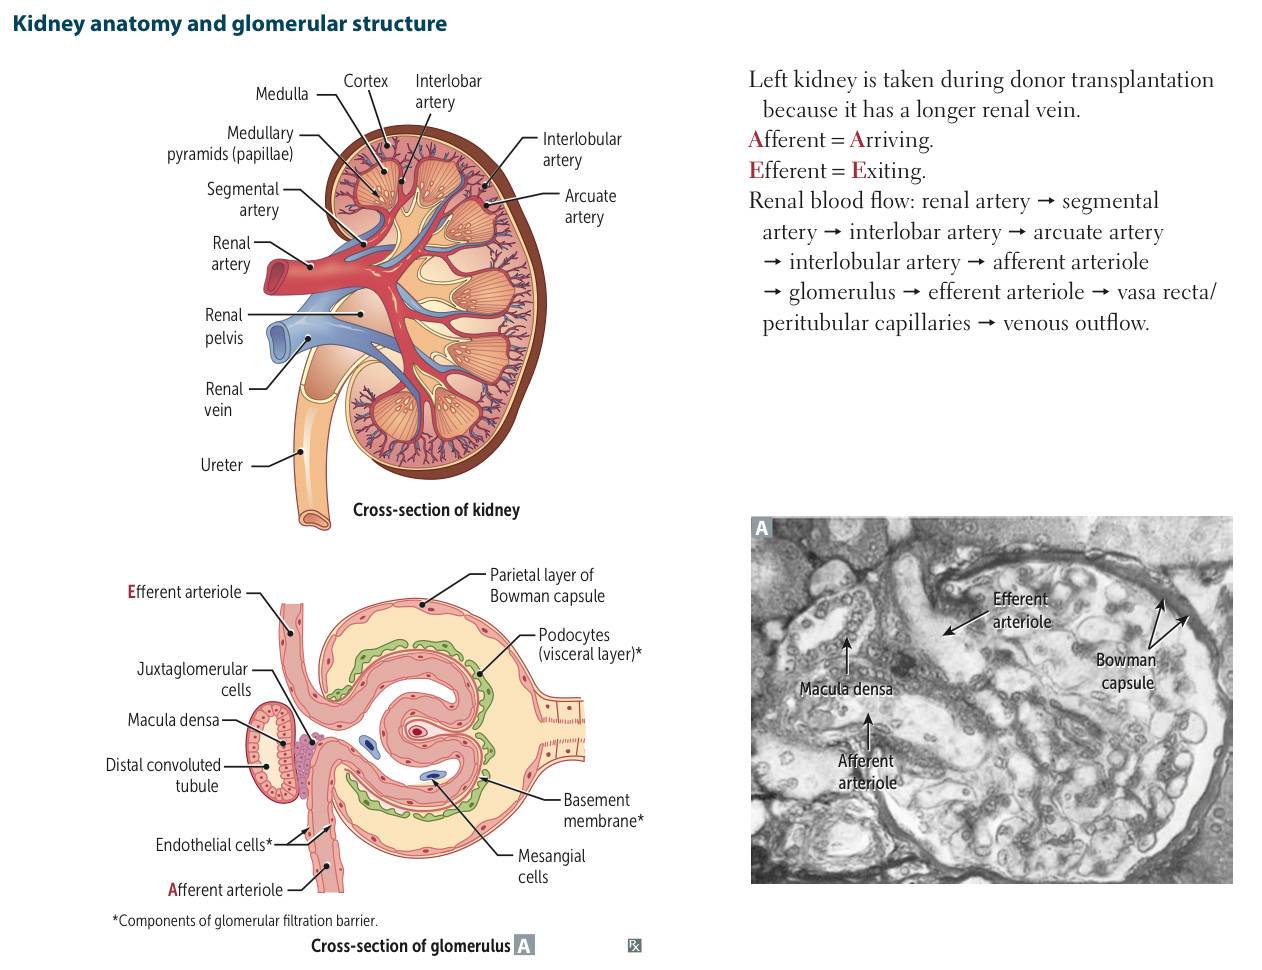 Kidney anatomy and glomerular structure
Cortex
Interlobar
artery
Medulla
Medullary
pyramids (papillae)
Interlobular
artery
Segmental
artery
Arcuate
artery
Renal
artery
Renal
pelvis
Renal
vein
Ureter
Cross-section of kidney
Left kidney is taken during donor transplantation
because it has a longer renal vein.
Afferent = Arriving.
Efferent = Exiting.
Renal blood flow: renal artery → segmental
artery → interlobar artery → arcuate artery
→ interlobular artery → afferent arteriole
→ glomerulus → efferent arteriole → vasa recta/
peritubular capillaries → venous outflow.
Efferent arteriole
Parietal layer of
Bowman capsule
Podocytes
(visceral layer)*
Juxtaglomerular
cells
Macula densa
Distal convoluted
tubule
Basement
membrane*
Endothelial cells*
Mesangial
cells
Afferent arteriole
*Components of glomerular filtration barrier.
Cross-section of glomerulus A
Rx
A
Efferent
arteriole
Bowman
capsule
Macula densa
Afferent
arteriole